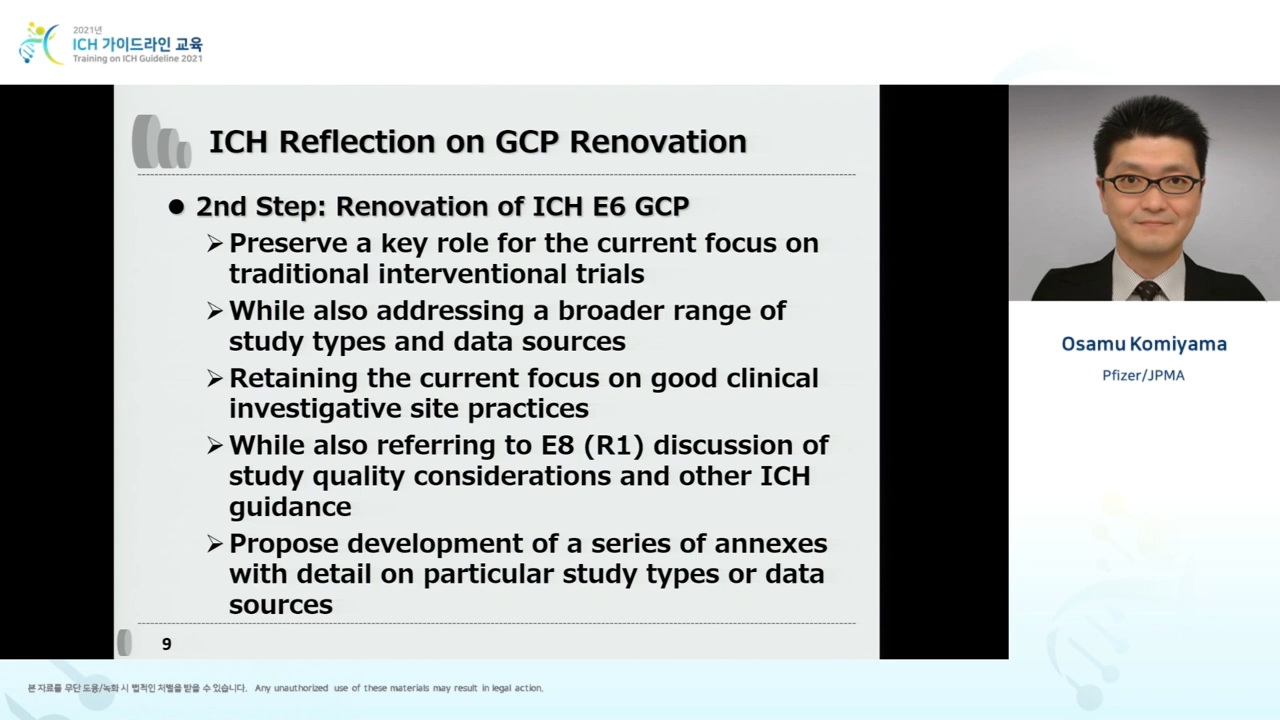 2021년
ICH 가이드라인 교육
Training on ICH Guideline 2021
ICH Reflection on GCP Renovation
2nd Step: Renovation of ICH E6 GCP
Preserve a key role for the current focus on
traditional interventional trials
While also addressing a broader range of
study types and data sources
Retaining the current focus on good clinical
investigative site practices
While also referring to E8 (R1) discussion of
study quality considerations and other ICH
guidance
Propose development of a series of annexes
with detail on particular study types or data
sources
9
Osamu Komiyama
Pfizer/JPMA
본 자료를 무단 도용/녹화 시 법적인 처벌을 받을 수 있습니다. Any unauthorized use of these materials may result in legal action.